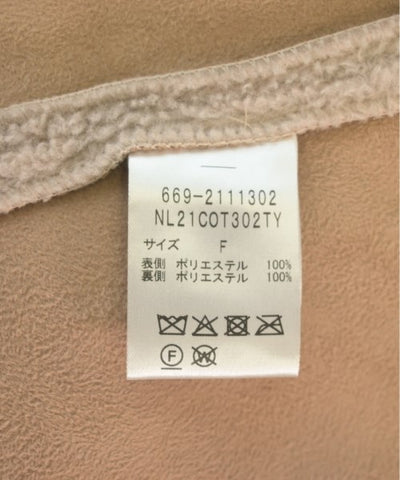 669-2111302
NL21COT302TY
サイズ F
表側 ポリエステル 100%
裏側 ポリエステル 100%
F
W